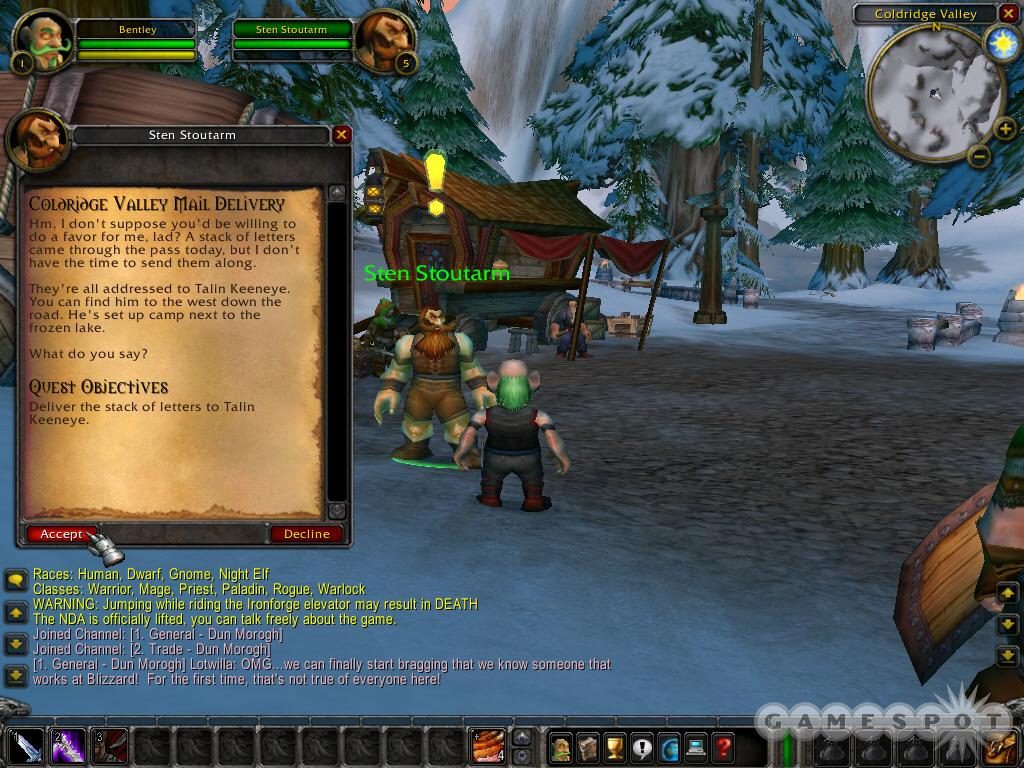 Bentley
Sten Stoutarm
1
5
Coldridge Valley
N
Sten Stoutarm
Coldridge Valley Mail Delivery
Hm, I don't suppose you'd be willing to
do a favor for me, lad? A stack of letters
came through the pass today, but I don't
have the time to send them along.
They're all addressed to Talin Keeneye.
You can find him to the west down the
road. He's set up camp next to the
frozen lake.
What do you say?
Quest Objectives
Deliver the stack of letters to Talin
Keeneye.
Accept
Decline
Sten Stoutarm
Races: Human, Dwarf, Gnome, Night Elf
Classes: Warrior, Mage, Priest, Paladin, Rogue, Warlock
WARNING: Jumping while riding the Ironforge elevator may result in DEATH
The NDA is officially lifted, you can talk freely about the game.
Joined Channel: [1. General - Dun Morogh]
Joined Channel: [2. Trade - Dun Morogh]
[1. General - Dun Morogh] Lotwilla: OMG...we can finally start bragging that we know someone that
works at Blizzard!  For the first time, that's not true of everyone here!
1
2
3
4
GAMESPOT